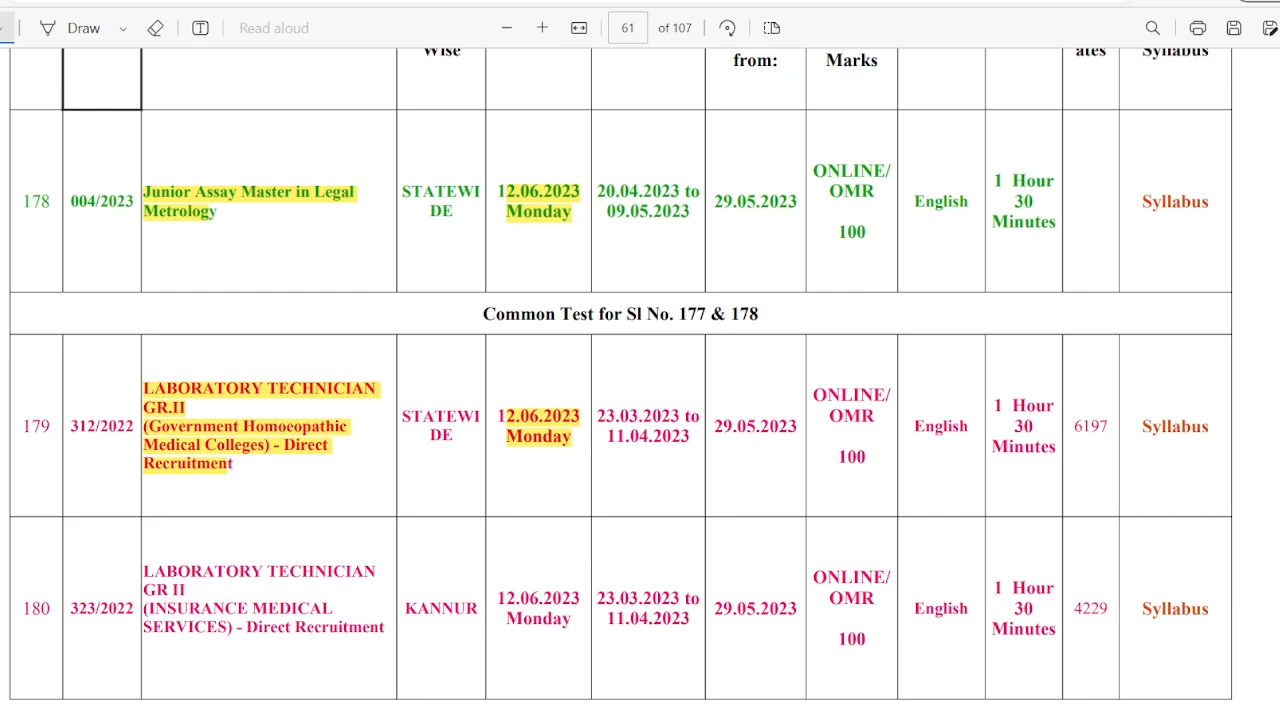 Draw
Read aloud
61
of 107
Wise
from:
Marks
ates
Syllabus
178
004/2023
Junior Assay Master in Legal
Metrology
STATEWI
DE
12.06.2023
Monday
20.04.2023 to
09.05.2023
29.05.2023
ONLINE/
OMR
100
English
1 Hour
30
Minutes
Syllabus
Common Test for Sl No. 177 & 178
179
312/2022
LABORATORY TECHNICIAN
GR.II
(Government Homoeopathic
Medical Colleges) - Direct
Recruitment
STATEWI
DE
12.06.2023
Monday
23.03.2023 to
11.04.2023
29.05.2023
ONLINE/
OMR
100
English
1 Hour
30
Minutes
6197
Syllabus
180
323/2022
LABORATORY TECHNICIAN
GR II
(INSURANCE MEDICAL
SERVICES) - Direct Recruitment
KANNUR
12.06.2023
Monday
23.03.2023 to
11.04.2023
29.05.2023
ONLINE/
OMR
100
English
1 Hour
30
Minutes
4229
Syllabus